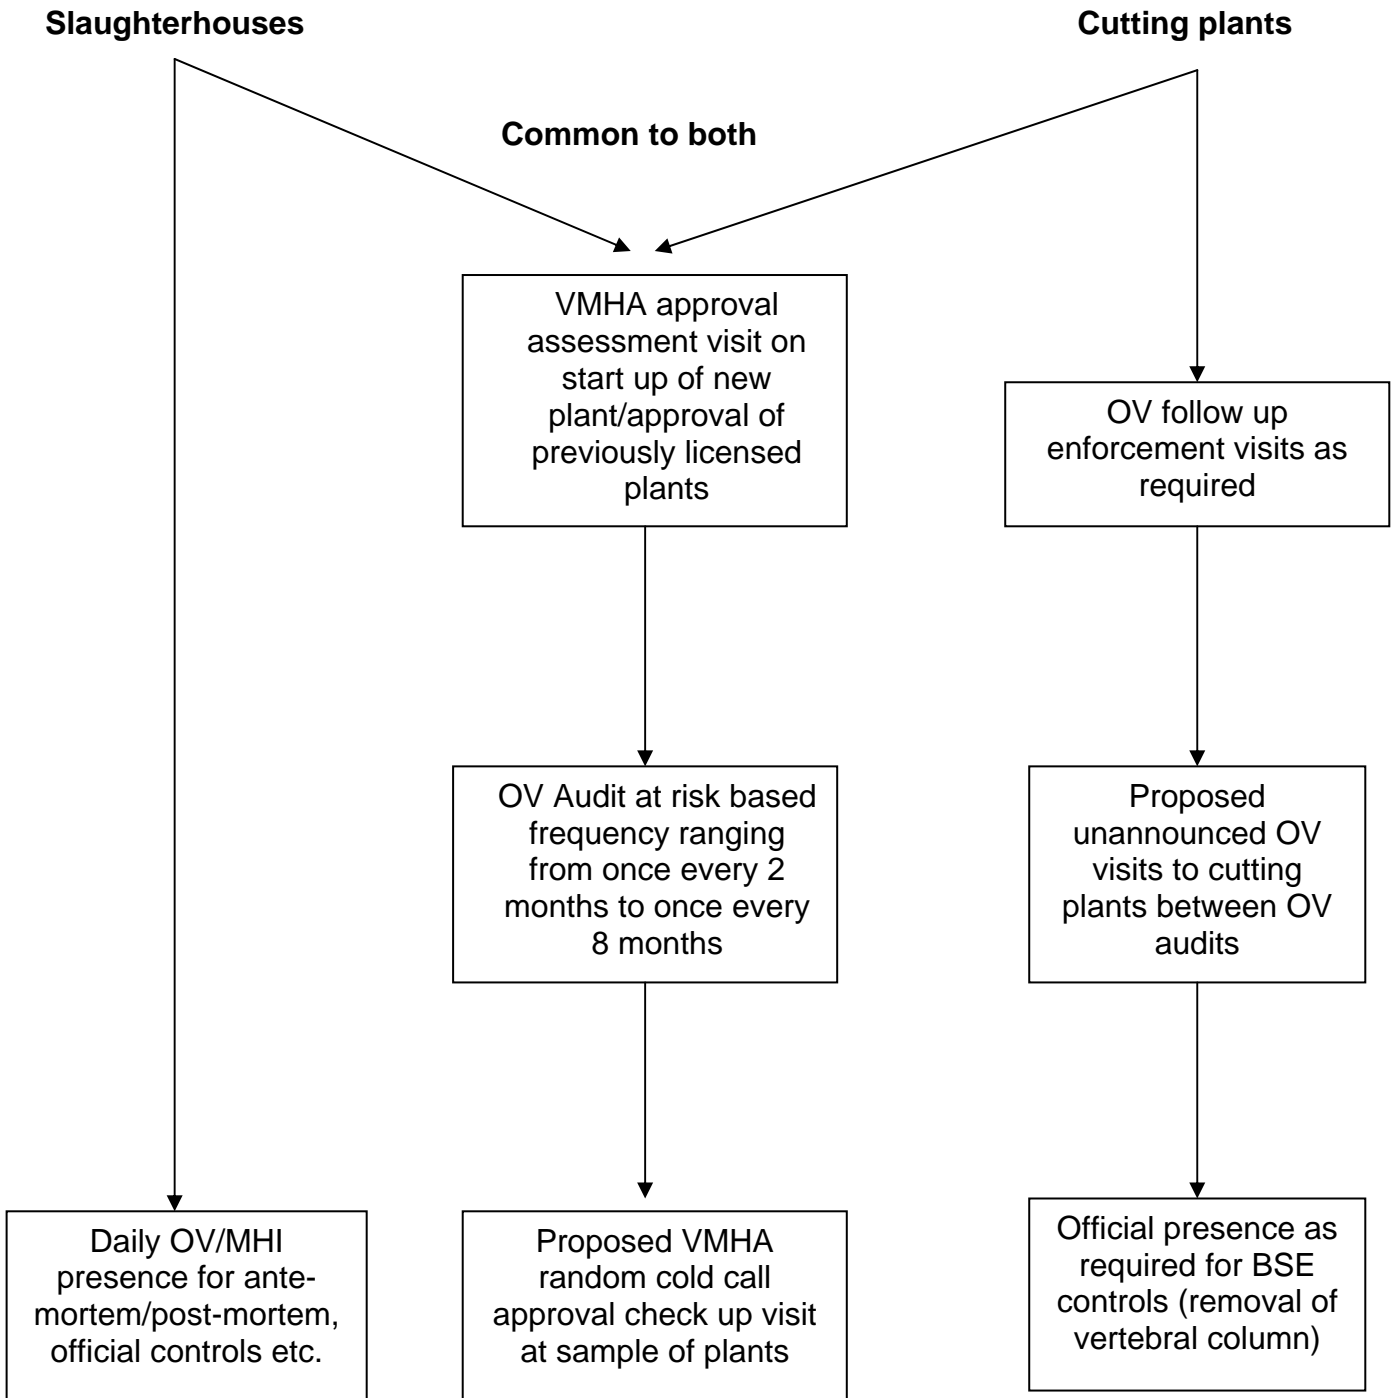 Slaughterhouses
Cutting plants
Common to both
VMHA approval
assessment visit on
start up of new
plant/approval of
previously licensed
plants
OV follow up
enforcement visits as
required
OV Audit at risk based
frequency ranging
from once every 2
months to once every
8 months
Proposed
unannounced OV
visits to cutting
plants between OV
audits
Daily OV/MHI
presence for ante-
mortem/post-mortem,
official controls etc.
Proposed VMHA
random cold call
approval check up visit
at sample of plants
Official presence as
required for BSE
controls (removal of
vertebral column)